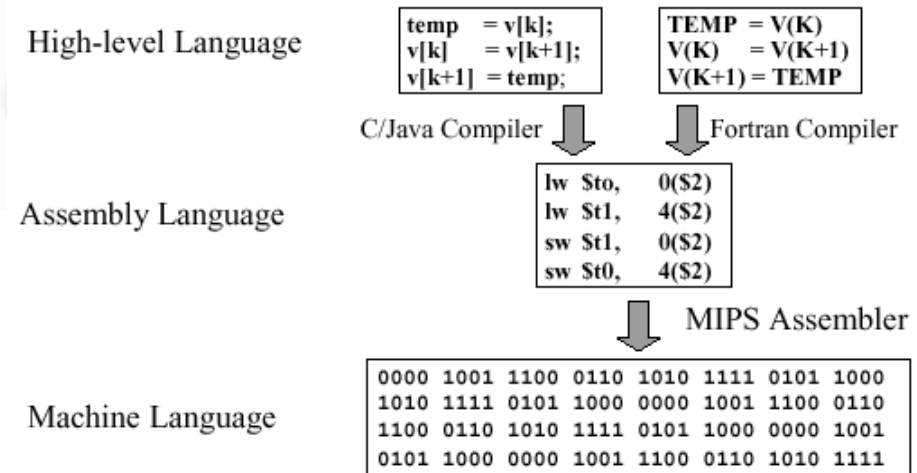 High-level Language
temp = v[k];
v[k] = v[k+1];
v[k+1] = temp;
TEMP = V(K)
V(K) = V(K+1)
V(K+1) = TEMP
C/Java Compiler
Fortran Compiler
Assembly Language
lw $to, 0($2)
lw $t1, 4($2)
sw $t1, 0($2)
sw $t0, 4($2)
MIPS Assembler
Machine Language
0000 1001 1100 0110 1010 1111 0101 1000
1010 1111 0101 1000 0000 1001 1100 0110
1100 0110 1010 1111 0101 1000 0000 1001
0101 1000 0000 1001 1100 0110 1010 1111